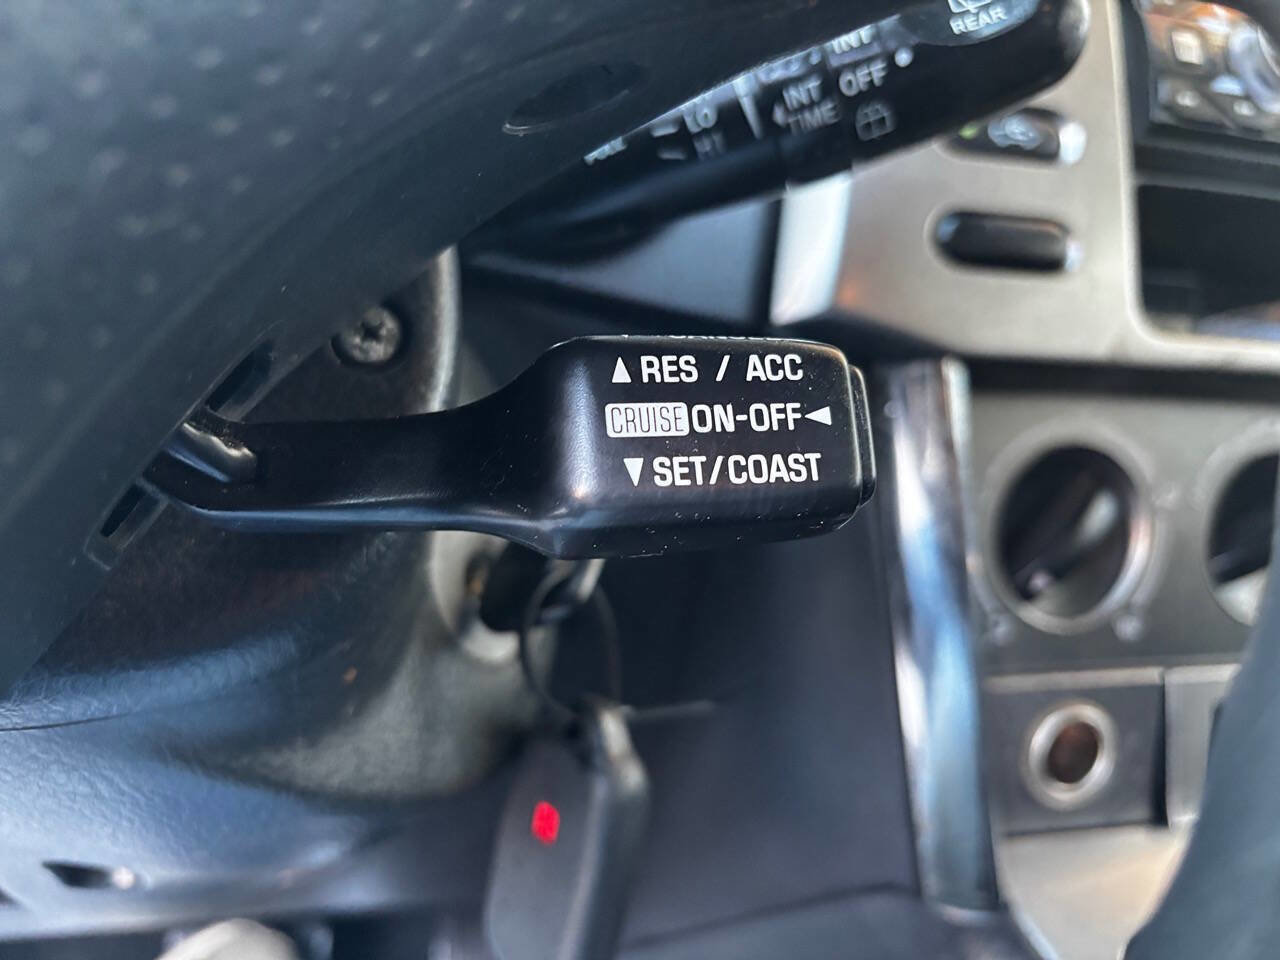 REAR
INT
INT OFF
TIME
LO
HI
▲ RES / ACC
CRUISE ON-OFF ◀
▼ SET/COAST